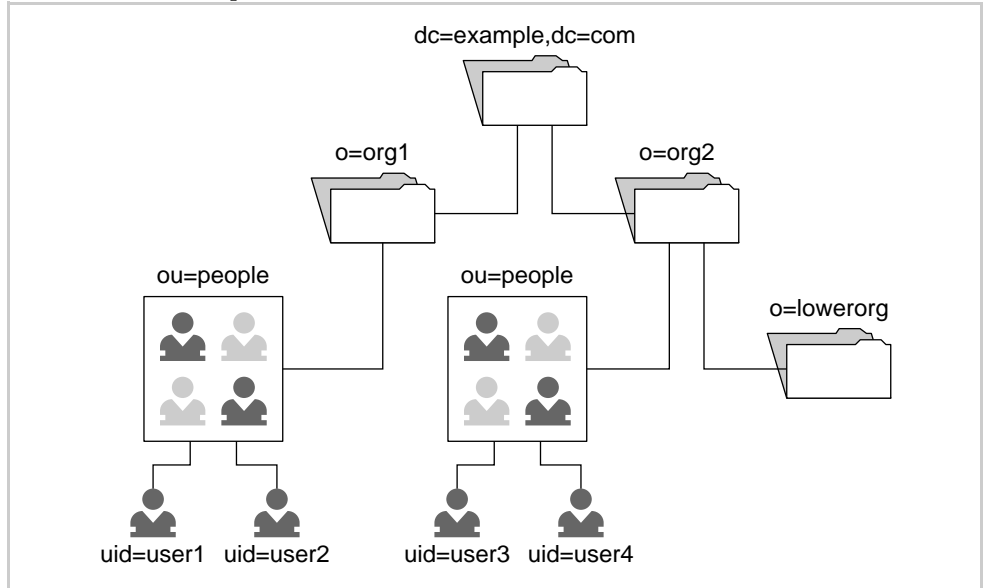 dc=example,dc=com
o=org1
o=org2
ou=people
ou=people
o=lowerorg
uid=user1
uid=user2
uid=user3
uid=user4